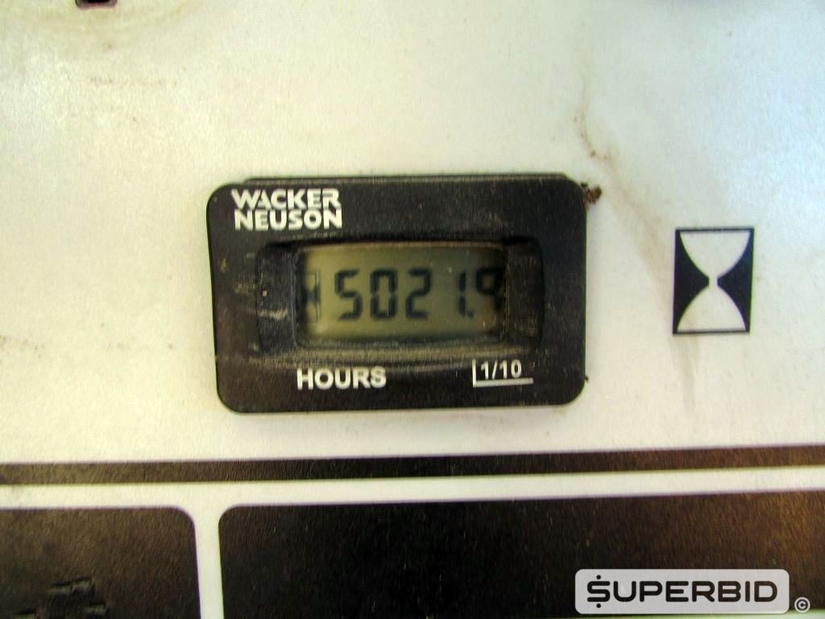 WACKER
NEUSON
5021.9
HOURS
1/10
SUPERBID
©